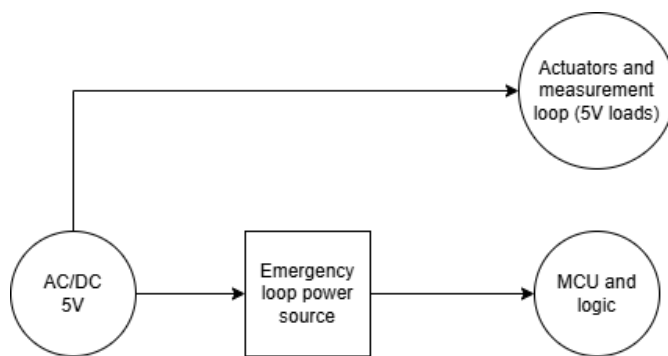 Actuators and
measurement
loop (5V loads)
AC/DC
5V
Emergency
loop power
source
MCU and
logic